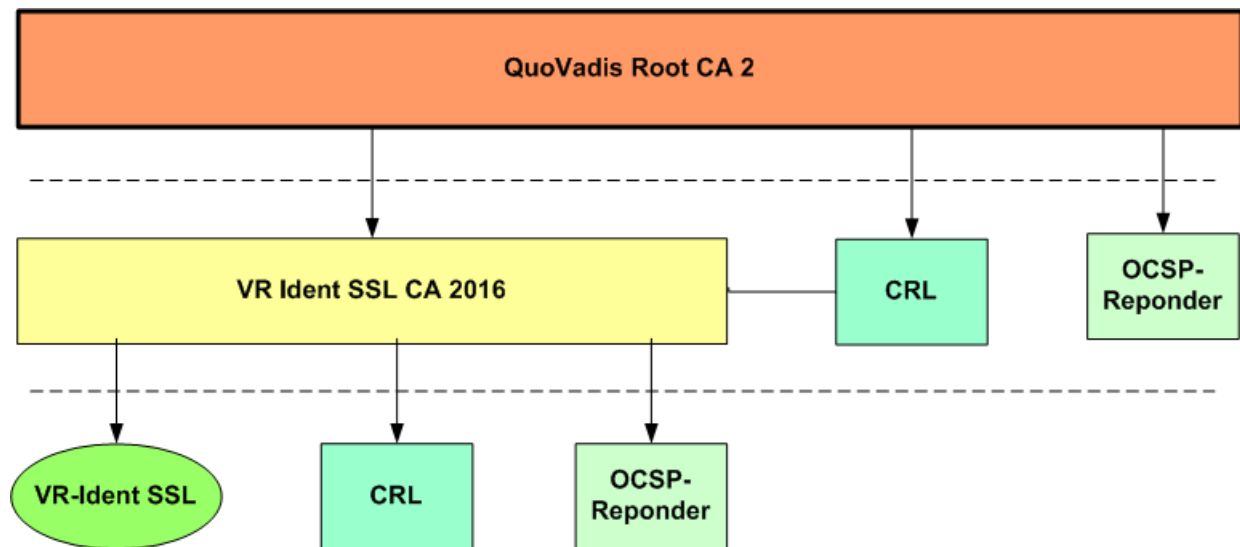 QuoVadis Root CA 2
VR Ident SSL CA 2016
CRL
OCSP-
Reponder
VR-Ident SSL
CRL
OCSP-
Reponder